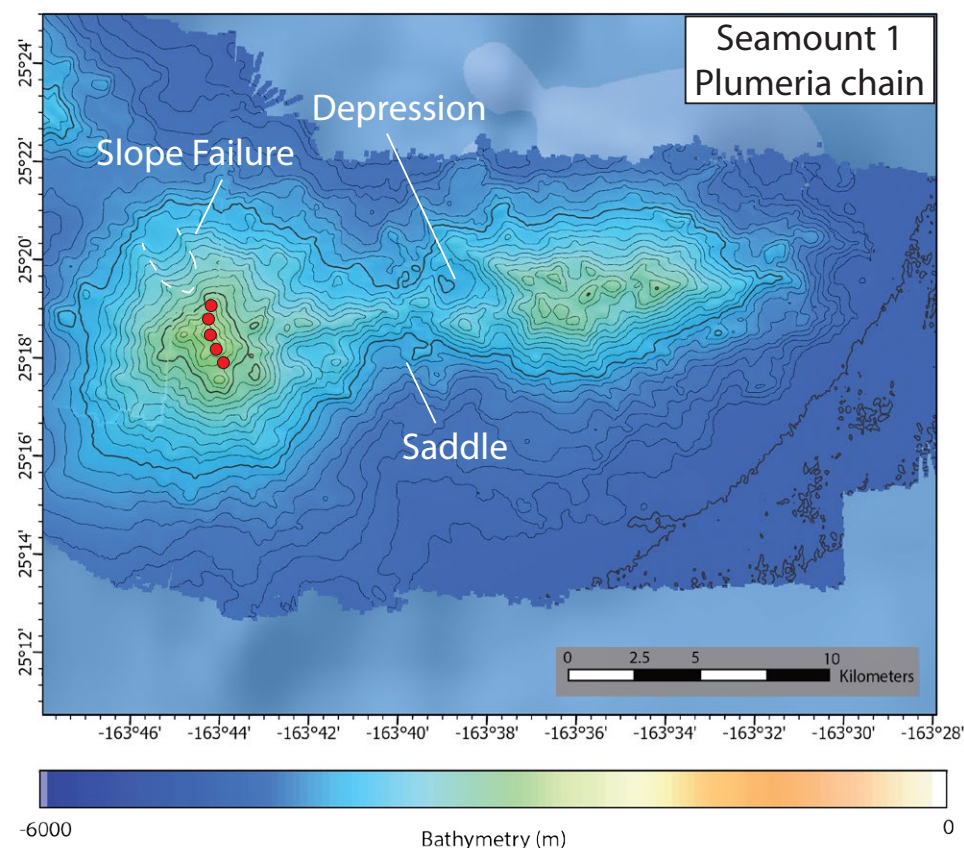 Seamount 1
Plumeria chain
Depression
Slope Failure
Saddle
25°24'
25°22'
25°20'
25°18'
25°16'
25°14'
25°12'
0 2.5 5 10
Kilometers
-163°46' -163°44' -163°42' -163°40' -163°38' -163°36' -163°34' -163°32' -163°30' -163°28'
-6000 0
Bathymetry (m)